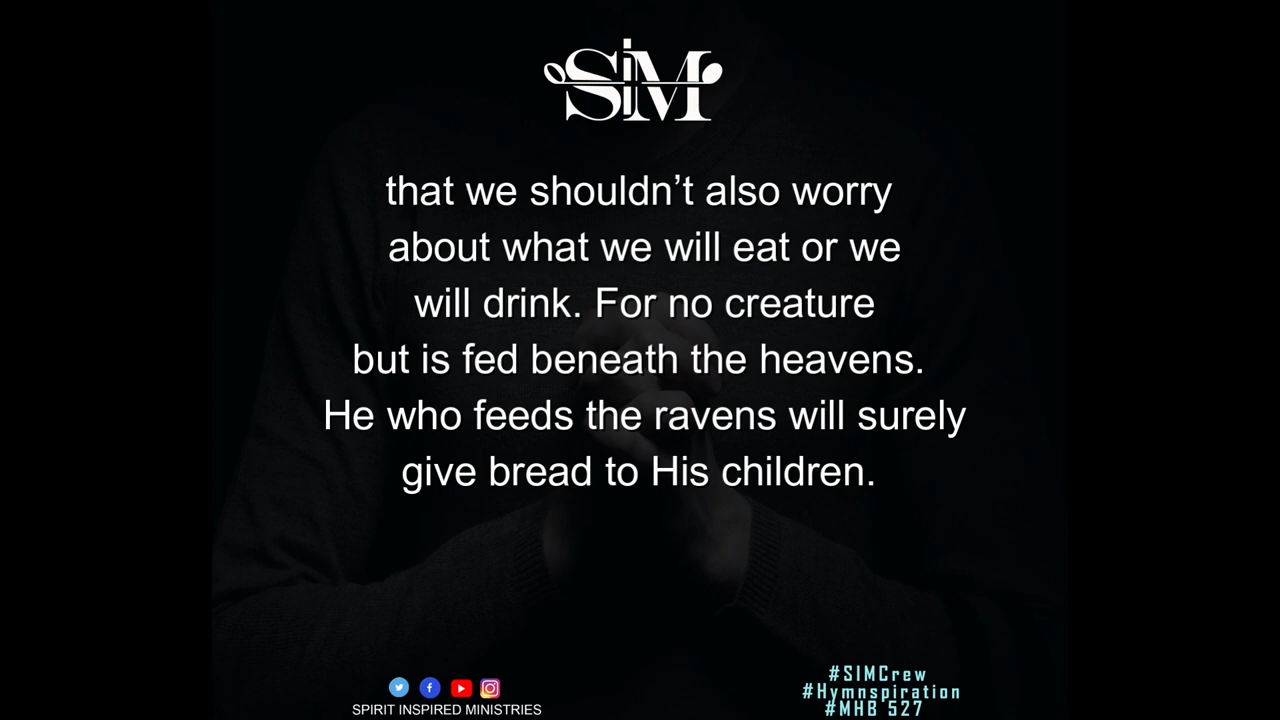 SiM
that we shouldn’t also worry
about what we will eat or we
will drink. For no creature
but is fed beneath the heavens.
He who feeds the ravens will surely
give bread to His children.
SPIRIT INSPIRED MINISTRIES
#SIMCrew
#Hymnspiration
#MHB 527